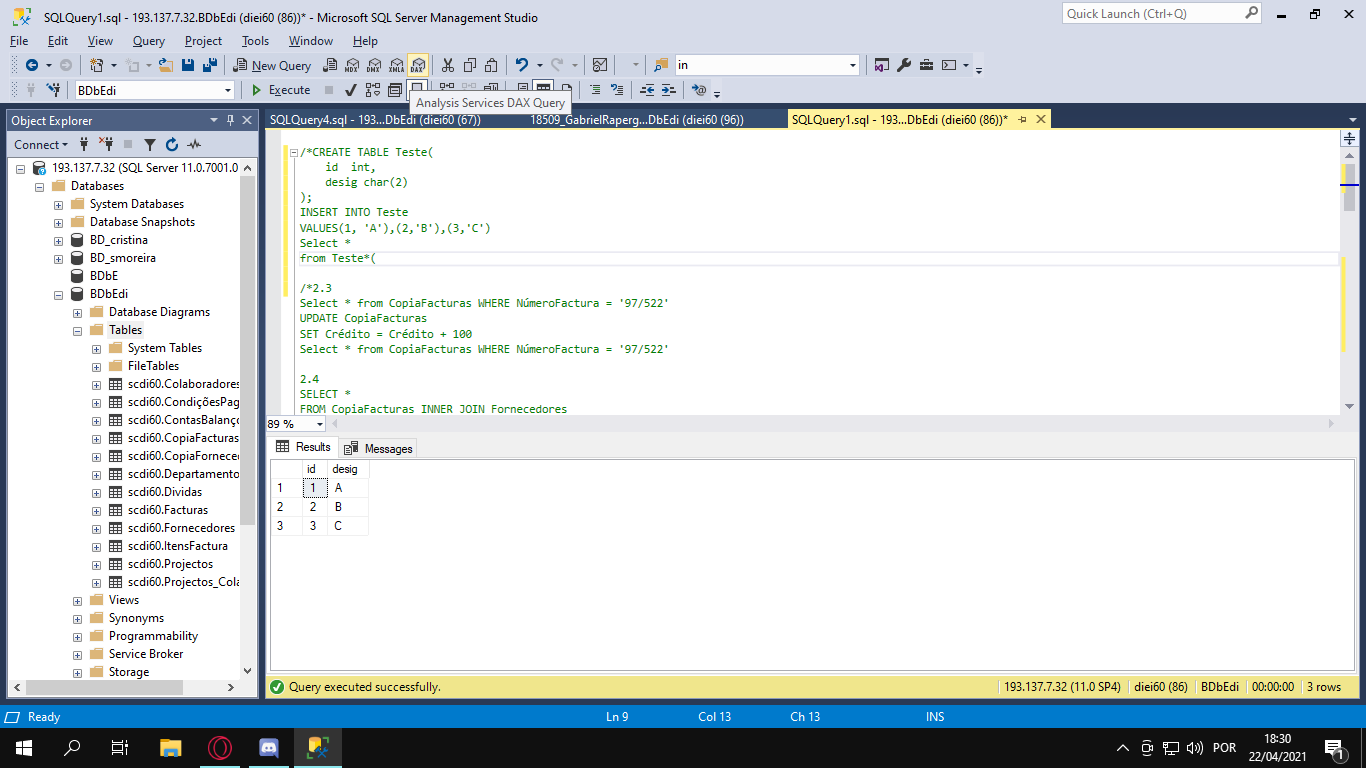 SQLQuery1.sql - 193.137.7.32.BDbEdi (diei60 (86))* - Microsoft SQL Server Management Studio
Quick Launch (Ctrl+Q)
File Edit View Query Project Tools Window Help
New Query MDX DMX XMLA DAX in
BDbEdi Execute
Analysis Services DAX Query
Object Explorer
Connect
193.137.7.32 (SQL Server 11.0.7001.0
Databases
System Databases
Database Snapshots
BD_cristina
BD_smoreira
BDbE
BDbEdi
Database Diagrams
Tables
System Tables
FileTables
scdi60.Colaboradores
scdi60.CondiçõesPag
scdi60.ContasBalanço
scdi60.CopiaFacturas
scdi60.CopiaFornece
scdi60.Departamento
scdi60.Dividas
scdi60.Facturas
scdi60.Fornecedores
scdi60.ItensFactura
scdi60.Projectos
scdi60.Projectos_Cola
Views
Synonyms
Programmability
Service Broker
Storage
SQLQuery4.sql - 193...DbEdi (diei60 (67)) 18509_GabrielRaperg...DbEdi (diei60 (96)) SQLQuery1.sql - 193...DbEdi (diei60 (86))*
/*CREATE TABLE Teste(
id int,
desig char(2)
);
INSERT INTO Teste
VALUES(1, 'A'),(2,'B'),(3,'C')
Select *
from Teste*(
/*2.3
Select * from CopiaFacturas WHERE NúmeroFactura = '97/522'
UPDATE CopiaFacturas
SET Crédito = Crédito + 100
Select * from CopiaFacturas WHERE NúmeroFactura = '97/522'
2.4
SELECT *
FROM CopiaFacturas INNER JOIN Fornecedores
89 %
Results Messages
id desig
1 1 A
2 2 B
3 3 C
Query executed successfully. 193.137.7.32 (11.0 SP4) diei60 (86) BDbEdi 00:00:00 3 rows
Ready Ln 9 Col 13 Ch 13 INS
POR 18:30
22/04/2021
1